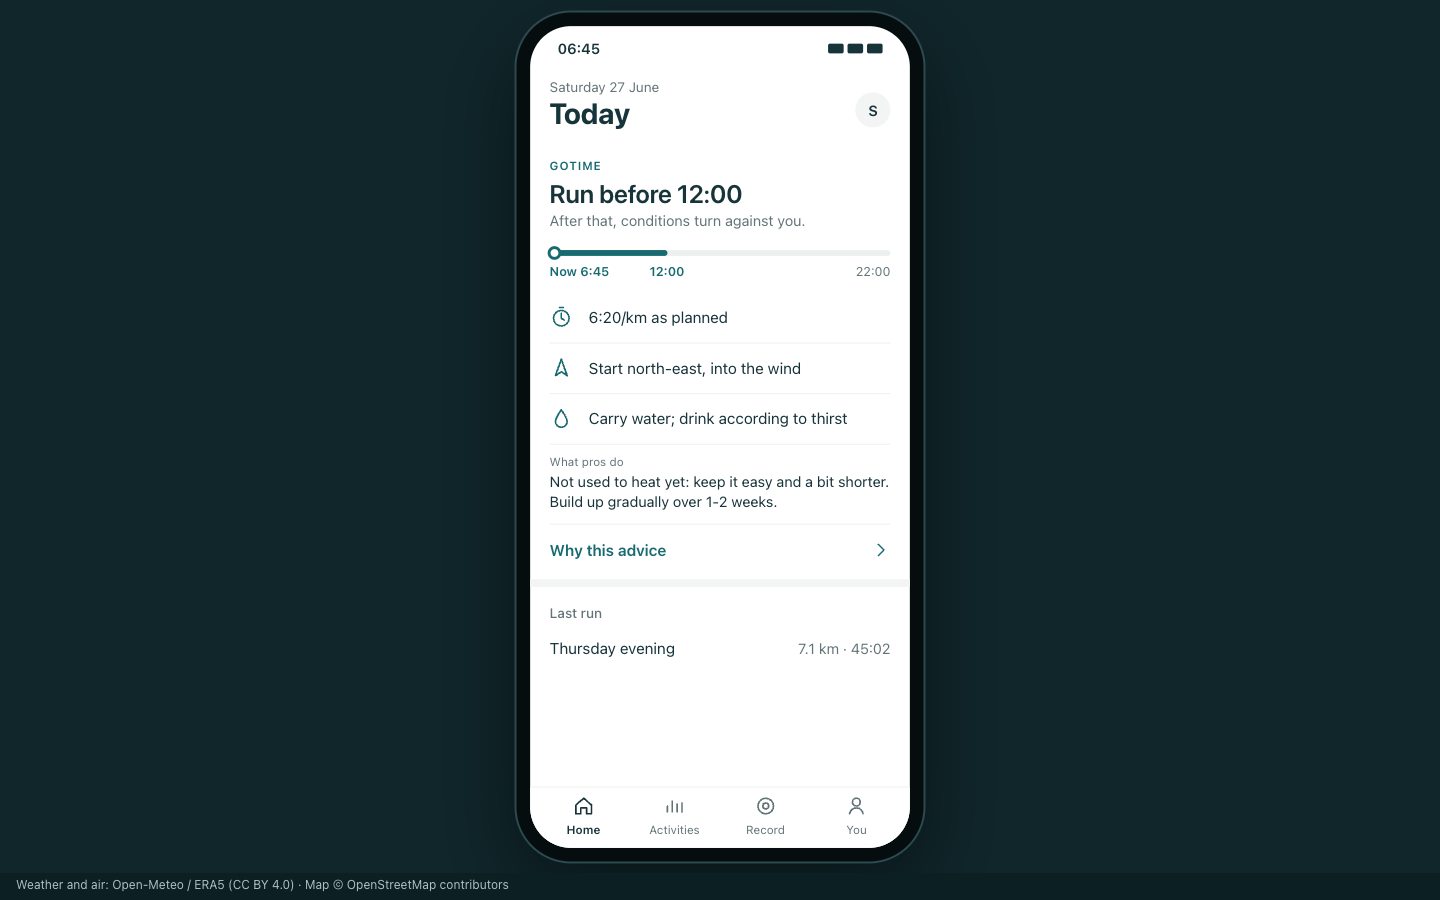 06:45
Saturday 27 June
Today
S
GOTIME
Run before 12:00
After that, conditions turn against you.
Now 6:45 12:00 22:00
6:20/km as planned
Start north-east, into the wind
Carry water; drink according to thirst
What pros do
Not used to heat yet: keep it easy and a bit shorter.
Build up gradually over 1-2 weeks.
Why this advice
Last run
Thursday evening 7.1 km · 45:02
Home Activities Record You
Weather and air: Open-Meteo / ERA5 (CC BY 4.0) · Map © OpenStreetMap contributors